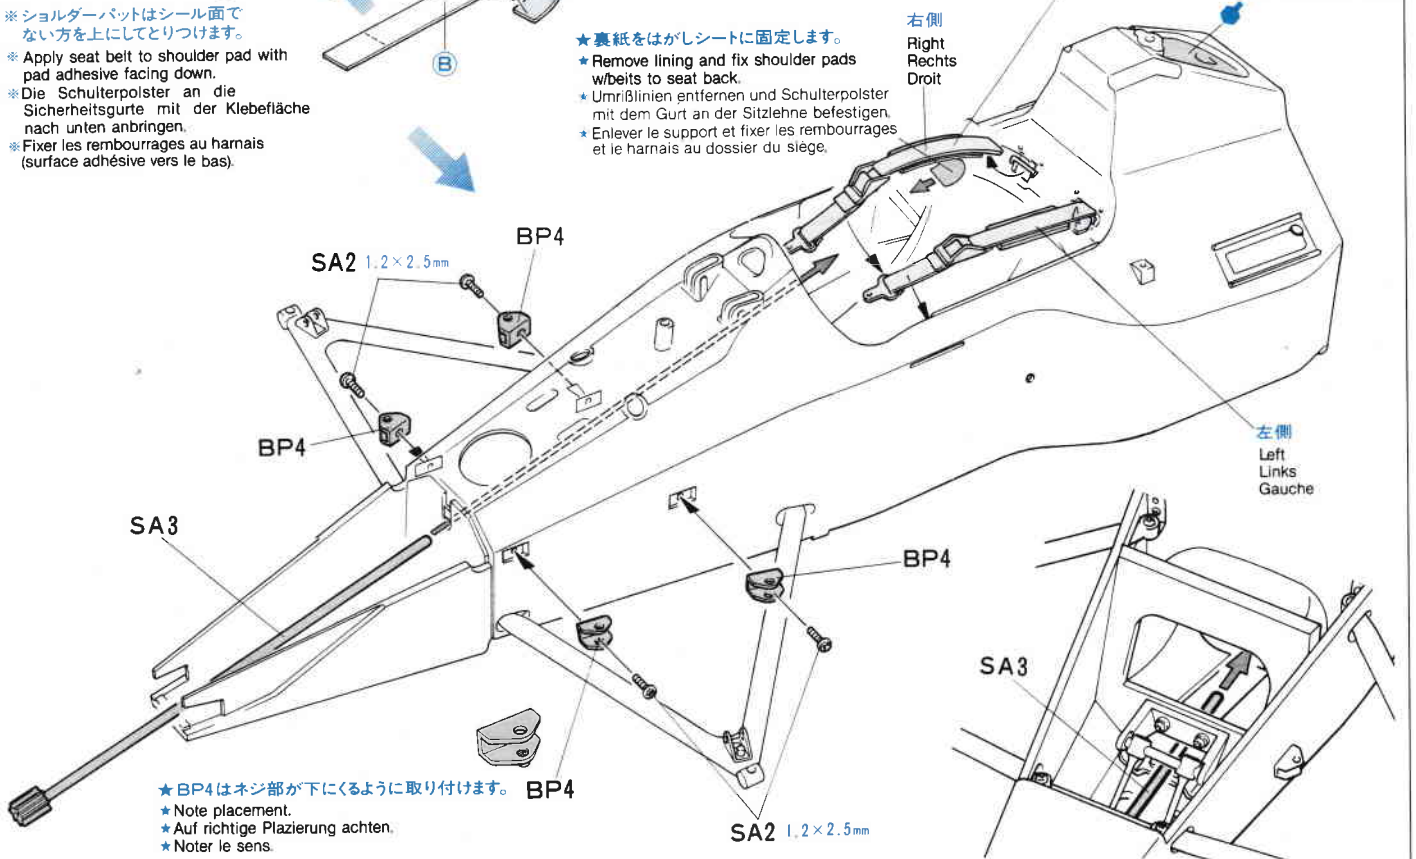 ※ショルダーパットはシール面で
ない方を上にしてとりつけます。
※Apply seat belt to shoulder pad with
pad adhesive facing down.
※Die Schulterpolster an die
Sicherheitsgurte mit der Klebefläche
nach unten anbringen.
※Fixer les rembourrages au harnais
(surface adhésive vers le bas).
B
★裏紙をはがしシートに固定します。
★Remove lining and fix shoulder pads
w/beits to seat back.
★Umrißlinien entfernen und Schulterpolster
mit dem Gurt an der Sitzlehne befestigen.
★Enlever le support et fixer les rembourrages
et le harnais au dossier du siège.
右側
Right
Rechts
Droit
BP4
SA2 1.2×2.5mm
BP4
SA3
左側
Left
Links
Gauche
BP4
SA3
BP4
SA2 1.2×2.5mm
★BP4はネジ部が下にくるように取り付けます。
★Note placement.
★Auf richtige Plazierung achten.
★Noter le sens.